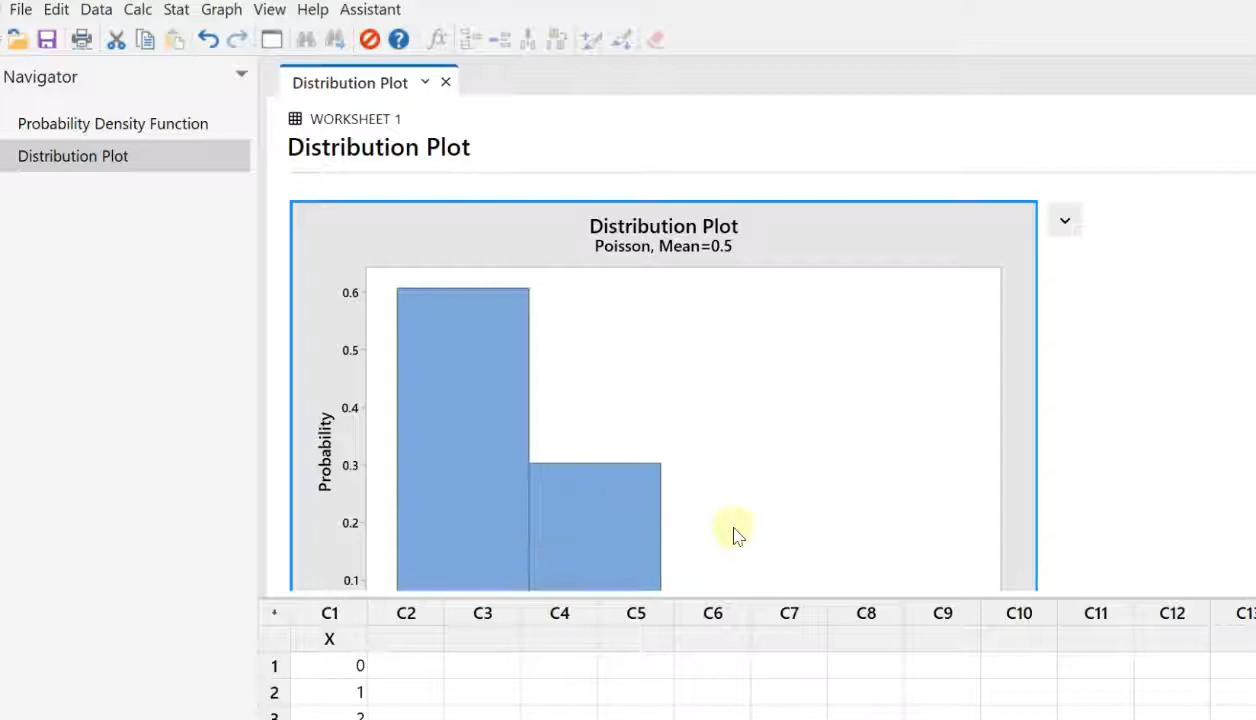 File Edit Data Calc Stat Graph View Help Assistant
Navigator
Probability Density Function
Distribution Plot
Distribution Plot
WORKSHEET 1
Distribution Plot
Distribution Plot
Poisson, Mean=0.5
Probability
0.6
0.5
0.4
0.3
0.2
0.1
C1 C2 C3 C4 C5 C6 C7 C8 C9 C10 C11 C12
X
1 0
2 1
3 2